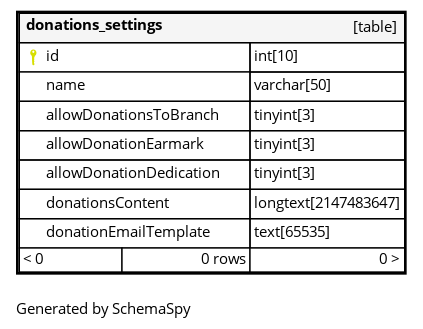 donations_settings [table]
id int[10]
name varchar[50]
allowDonationsToBranch tinyint[3]
allowDonationEarmark tinyint[3]
allowDonationDedication tinyint[3]
donationsContent longtext[2147483647]
donationEmailTemplate text[65535]
< 0 0 rows 0 >
Generated by SchemaSpy